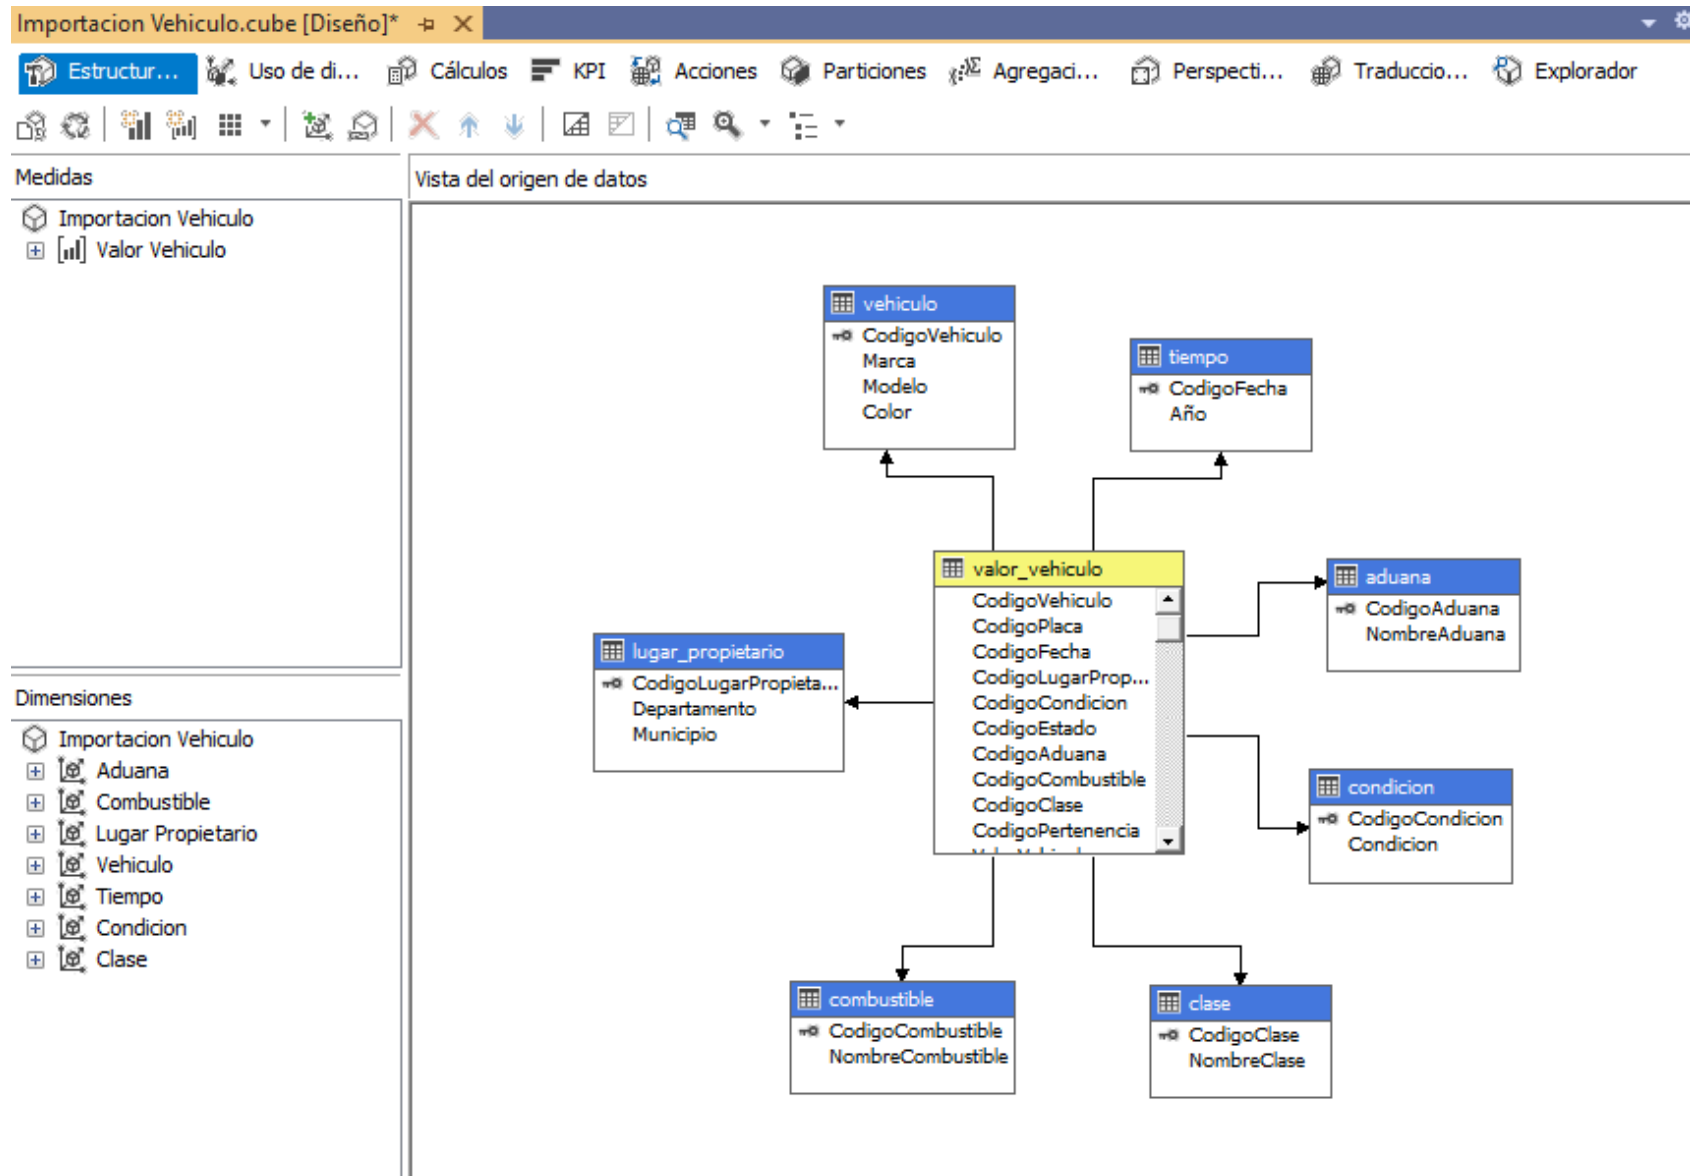 Importacion Vehiculo.cube [Diseño]*
Estructur... Uso de di... Cálculos KPI Acciones Particiones Agregaci... Perspecti... Traduccio... Explorador
Medidas
Importacion Vehiculo
Valor Vehiculo
Dimensiones
Importacion Vehiculo
Aduana
Combustible
Lugar Propietario
Vehiculo
Tiempo
Condicion
Clase
Vista del origen de datos
vehiculo
CodigoVehiculo
Marca
Modelo
Color
tiempo
CodigoFecha
Año
valor_vehiculo
CodigoVehiculo
CodigoPlaca
CodigoFecha
CodigoLugarProp...
CodigoCondicion
CodigoEstado
CodigoAduana
CodigoCombustible
CodigoClase
CodigoPertenencia
aduana
CodigoAduana
NombreAduana
lugar_propietario
CodigoLugarPropieta...
Departamento
Municipio
condicion
CodigoCondicion
Condicion
combustible
CodigoCombustible
NombreCombustible
clase
CodigoClase
NombreClase